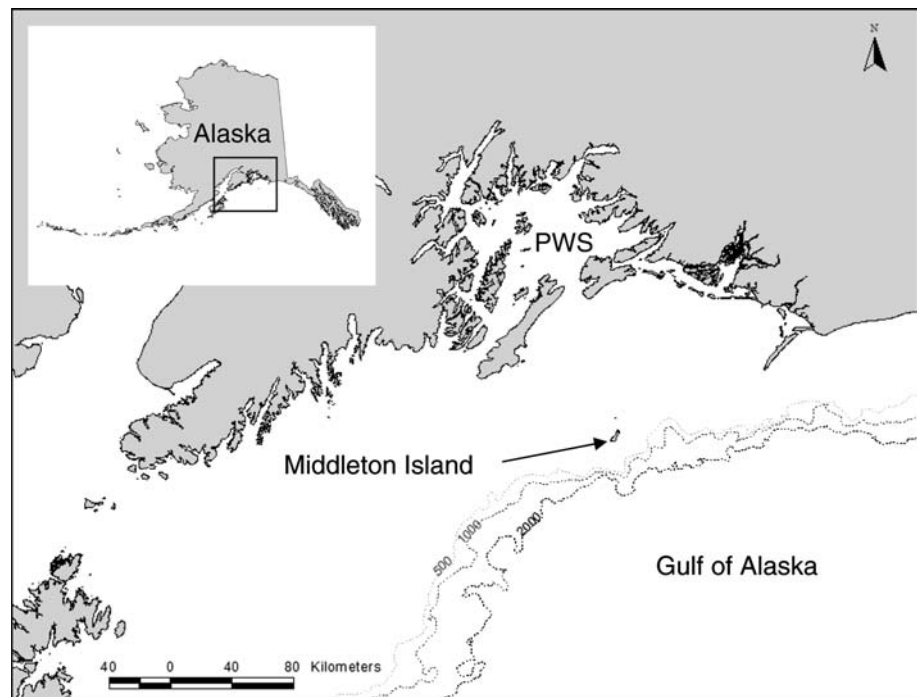 N
Alaska
PWS
Middleton Island
500
1000
2000
Gulf of Alaska
40 0 40 80 Kilometers